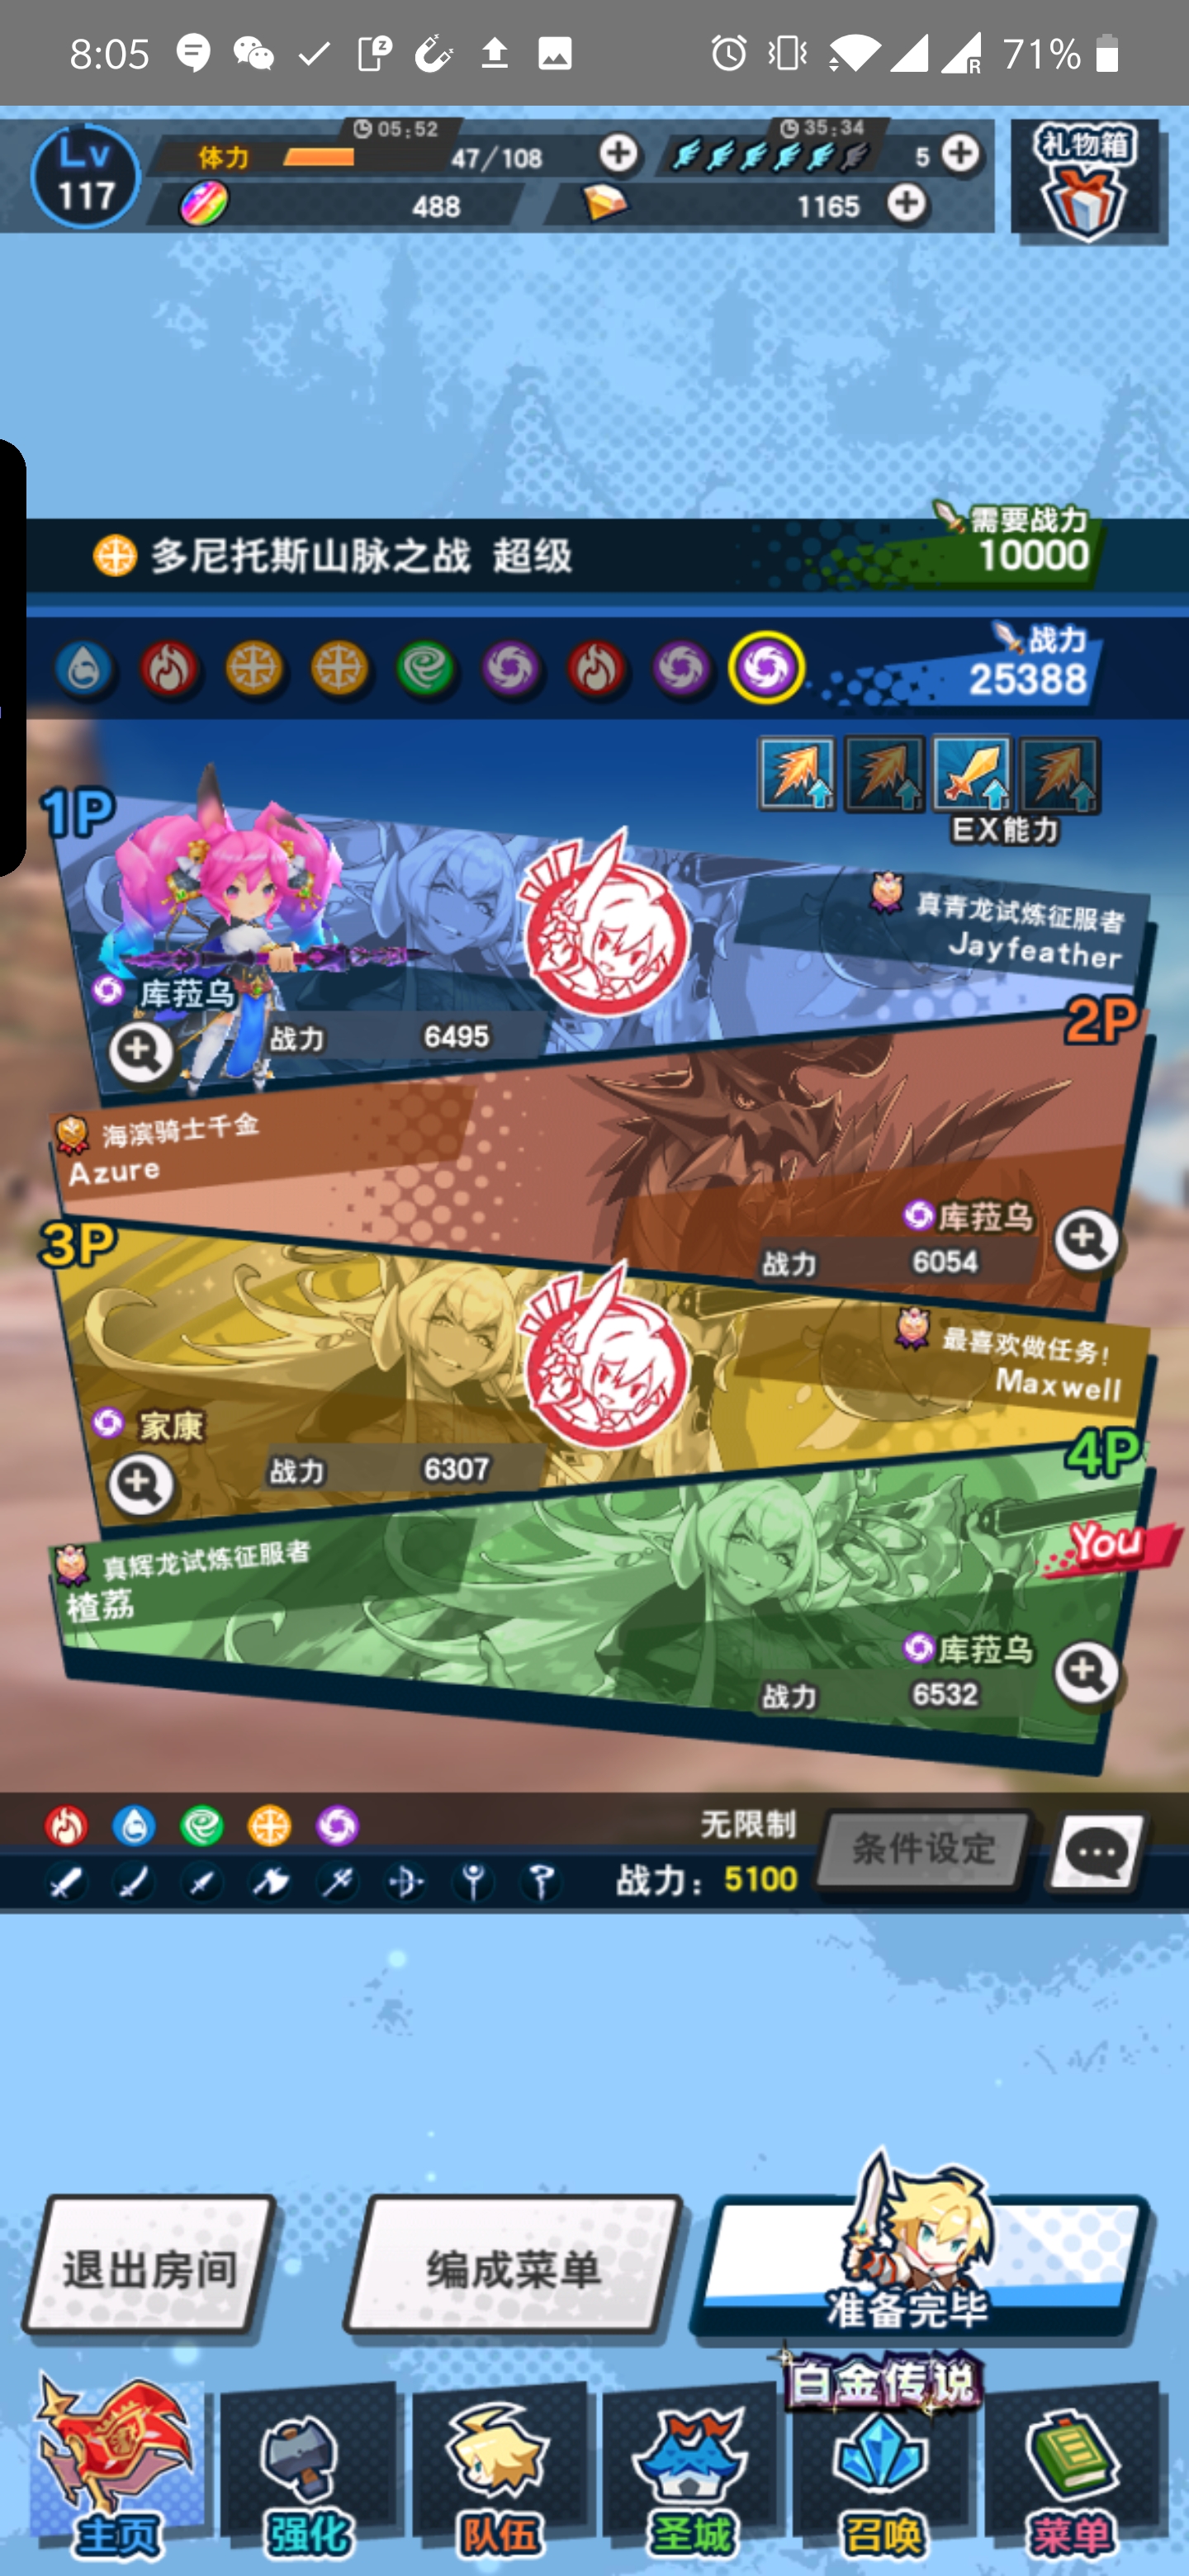 8:05
71%
R
Lv
117
体力
05:52
47/108
35:34
5
488
1165
礼物箱
需要战力
多尼托斯山脉之战 超级
10000
战力
25388
EX能力
1P
真青龙试炼征服者
Jayfeather
库菈乌
战力 6495
2P
海滨骑士千金
Azure
库菈乌
战力 6054
3P
最喜欢做任务!
Maxwell
家康
战力 6307
4P
You
真辉龙试炼征服者
楂荔
库菈乌
战力 6532
无限制
条件设定
战力: 5100
退出房间
编成菜单
准备完毕
白金传说
主页
强化
队伍
圣城
召唤
菜单